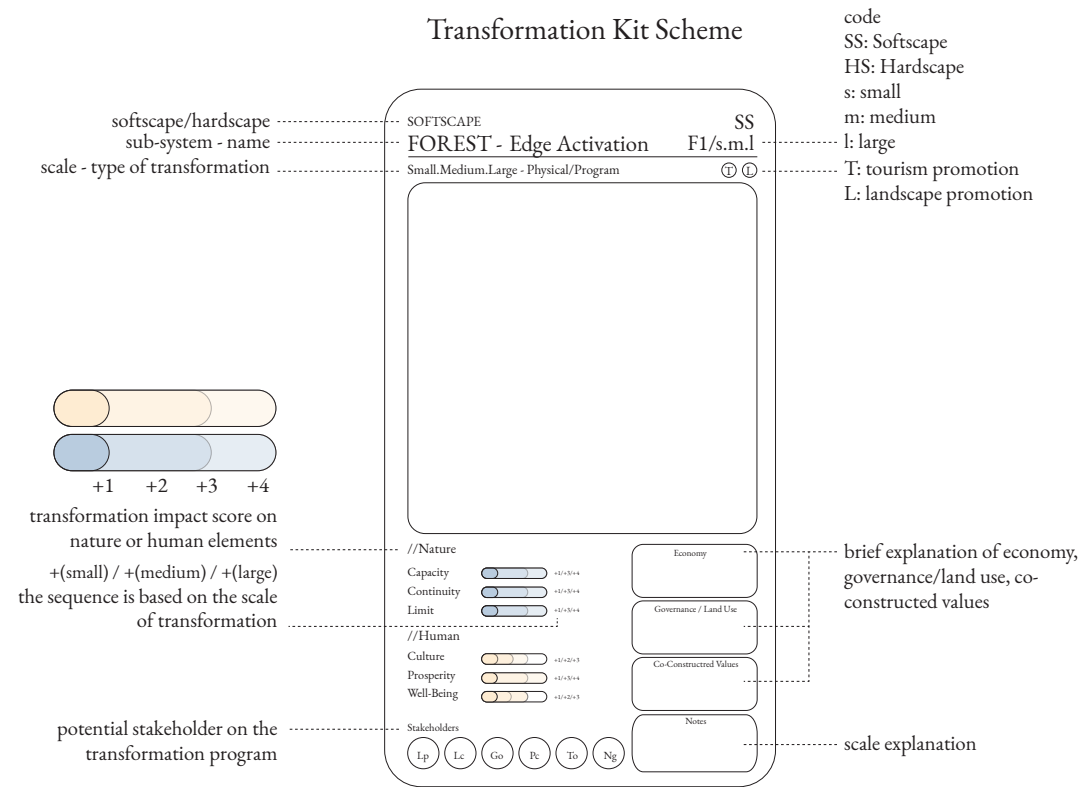 Transformation Kit Scheme
code
SS: Softscape
HS: Hardscape
s: small
m: medium
l: large
T: tourism promotion
L: landscape promotion
softscape/hardscape
sub-system - name
scale - type of transformation
SOFTSCAPE
SS
FOREST - Edge Activation
F1/s.m.l
Small.Medium.Large - Physical/Program
T L
+1 +2 +3 +4
transformation impact score on
nature or human elements
+(small) / +(medium) / +(large)
the sequence is based on the scale
of transformation
//Nature
Capacity +1/+3/+4
Continuity +1/+3/+4
Limit +1/+3/+4
//Human
Culture +1/+2/+3
Prosperity +1/+3/+4
Well-Being +1/+2/+3
Economy
Governance / Land Use
Co-Constructred Values
Notes
brief explanation of economy,
governance/land use, co-
constructed values
potential stakeholder on the
transformation program
Stakeholders
Lp Lc Go Pc To Ng
scale explanation